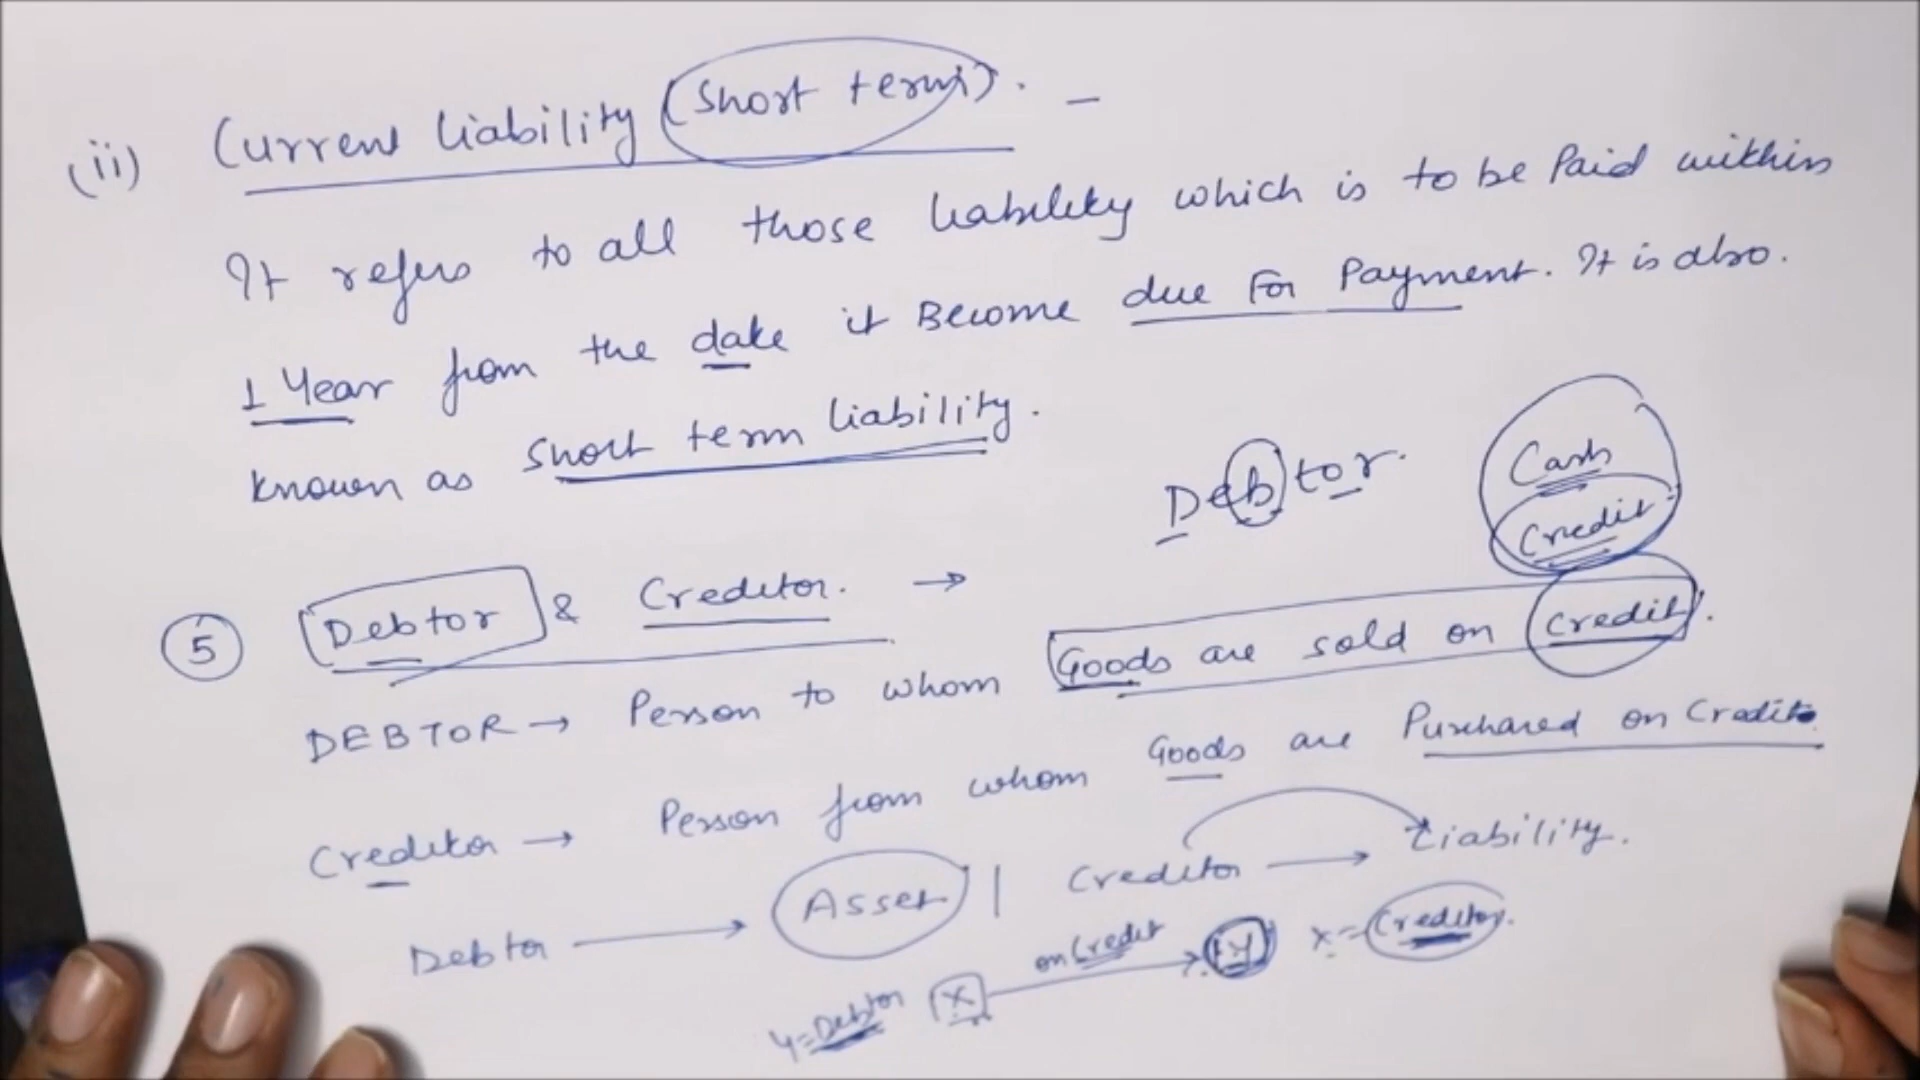 (ii) Current liability (Short term). -
It refers to all those liability which is to be Paid within
1 Year from the date it Become due For Payment. It is also.
known as Short term liability.
Debtor.
Cash
Credit
5 Debtor & Creditor. →
DEBTOR → Person to whom Goods are sold on Credit.
Creditor → Person from whom Goods are Purchased on Credit.
Debtor → Asset | Creditor → Liability.
Y=Debtor X on Credit → Y X=Creditor.